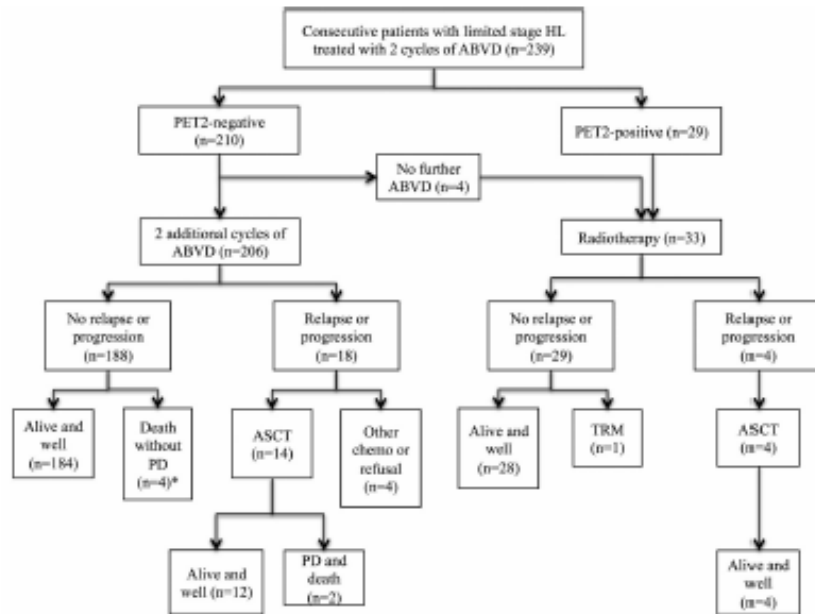 Consecutive patients with limited stage HL
treated with 2 cycles of ABVD (n=239)
PET2-negative
(n=210)
PET2-positive (n=29)
No further
ABVD (n=4)
2 additional cycles of
ABVD (n=206)
Radiotherapy (n=33)
No relapse or
progression
(n=188)
Relapse or
progression
(n=18)
No relapse or
progression
(n=29)
Relapse or
progression
(n=4)
Alive and
well
(n=184)
Death
without
PD
(n=4)*
ASCT
(n=14)
Other
chemo or
refusal
(n=4)
Alive and
well
(n=28)
TRM
(n=1)
ASCT
(n=4)
Alive and
well (n=12)
PD and
death
(n=2)
Alive and
well
(n=4)